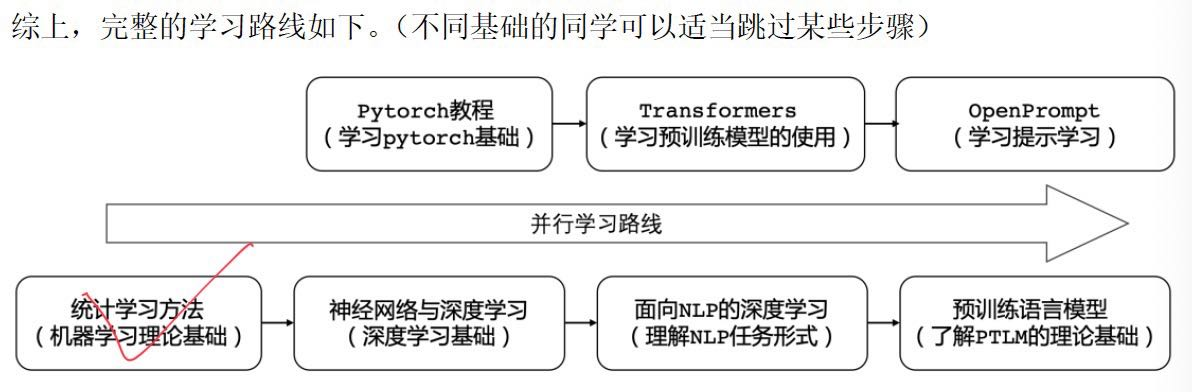 综上，完整的学习路线如下。（不同基础的同学可以适当跳过某些步骤）
Pytorch教程
（学习pytorch基础）
Transformers
（学习预训练模型的使用）
OpenPrompt
（学习提示学习）
并行学习路线
统计学习方法
（机器学习理论基础）
神经网络与深度学习
（深度学习基础）
面向NLP的深度学习
（理解NLP任务形式）
预训练语言模型
（了解PTLM的理论基础）